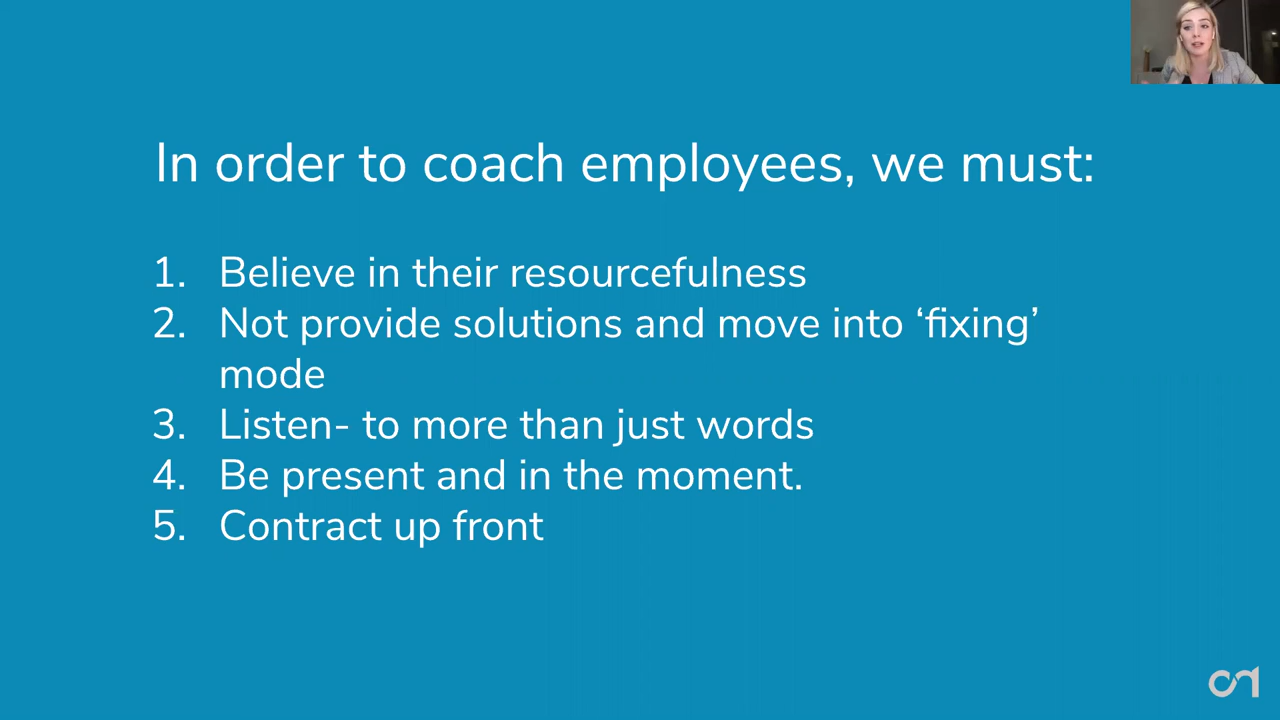 In order to coach employees, we must:
1. Believe in their resourcefulness
2. Not provide solutions and move into ‘fixing’
mode
3. Listen- to more than just words
4. Be present and in the moment.
5. Contract up front